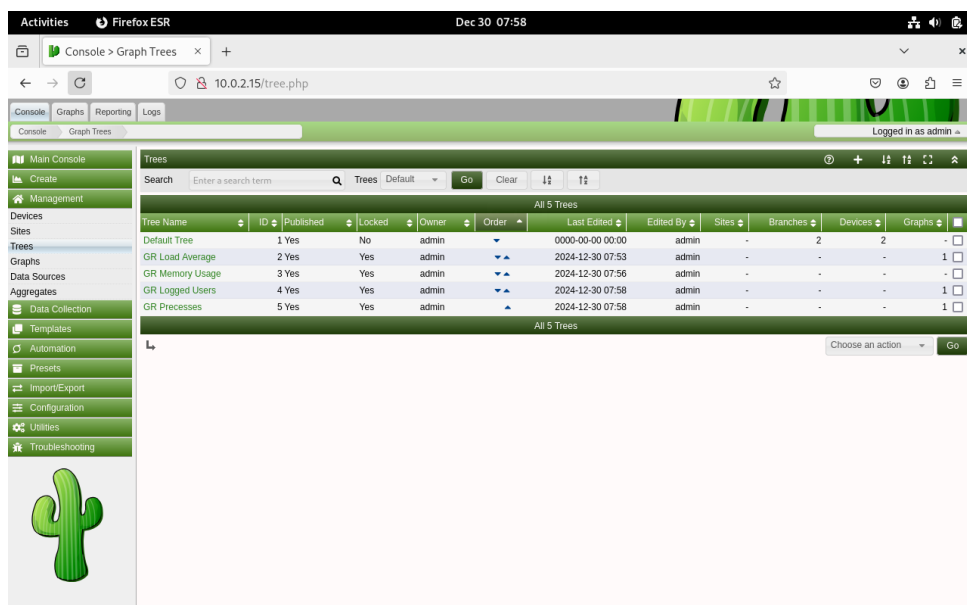 Activities Firefox ESR Dec 30 07:58
Console > Graph Trees × +
10.0.2.15/tree.php
Console Graphs Reporting Logs
Console Graph Trees Logged in as admin
Main Console
Create
Management
Devices
Sites
Trees
Graphs
Data Sources
Aggregates
Data Collection
Templates
Automation
Presets
Import/Export
Configuration
Utilities
Troubleshooting
Trees
Search Enter a search term Trees Default Go Clear
All 5 Trees
Tree Name ID Published Locked Owner Order Last Edited Edited By Sites Branches Devices Graphs
Default Tree 1 Yes No admin 0000-00-00 00:00 admin - 2 2 -
GR Load Average 2 Yes Yes admin 2024-12-30 07:53 admin - - - 1
GR Memory Usage 3 Yes Yes admin 2024-12-30 07:56 admin - - - -
GR Logged Users 4 Yes Yes admin 2024-12-30 07:58 admin - - - 1
GR Precesses 5 Yes Yes admin 2024-12-30 07:58 admin - - - 1
All 5 Trees
Choose an action Go